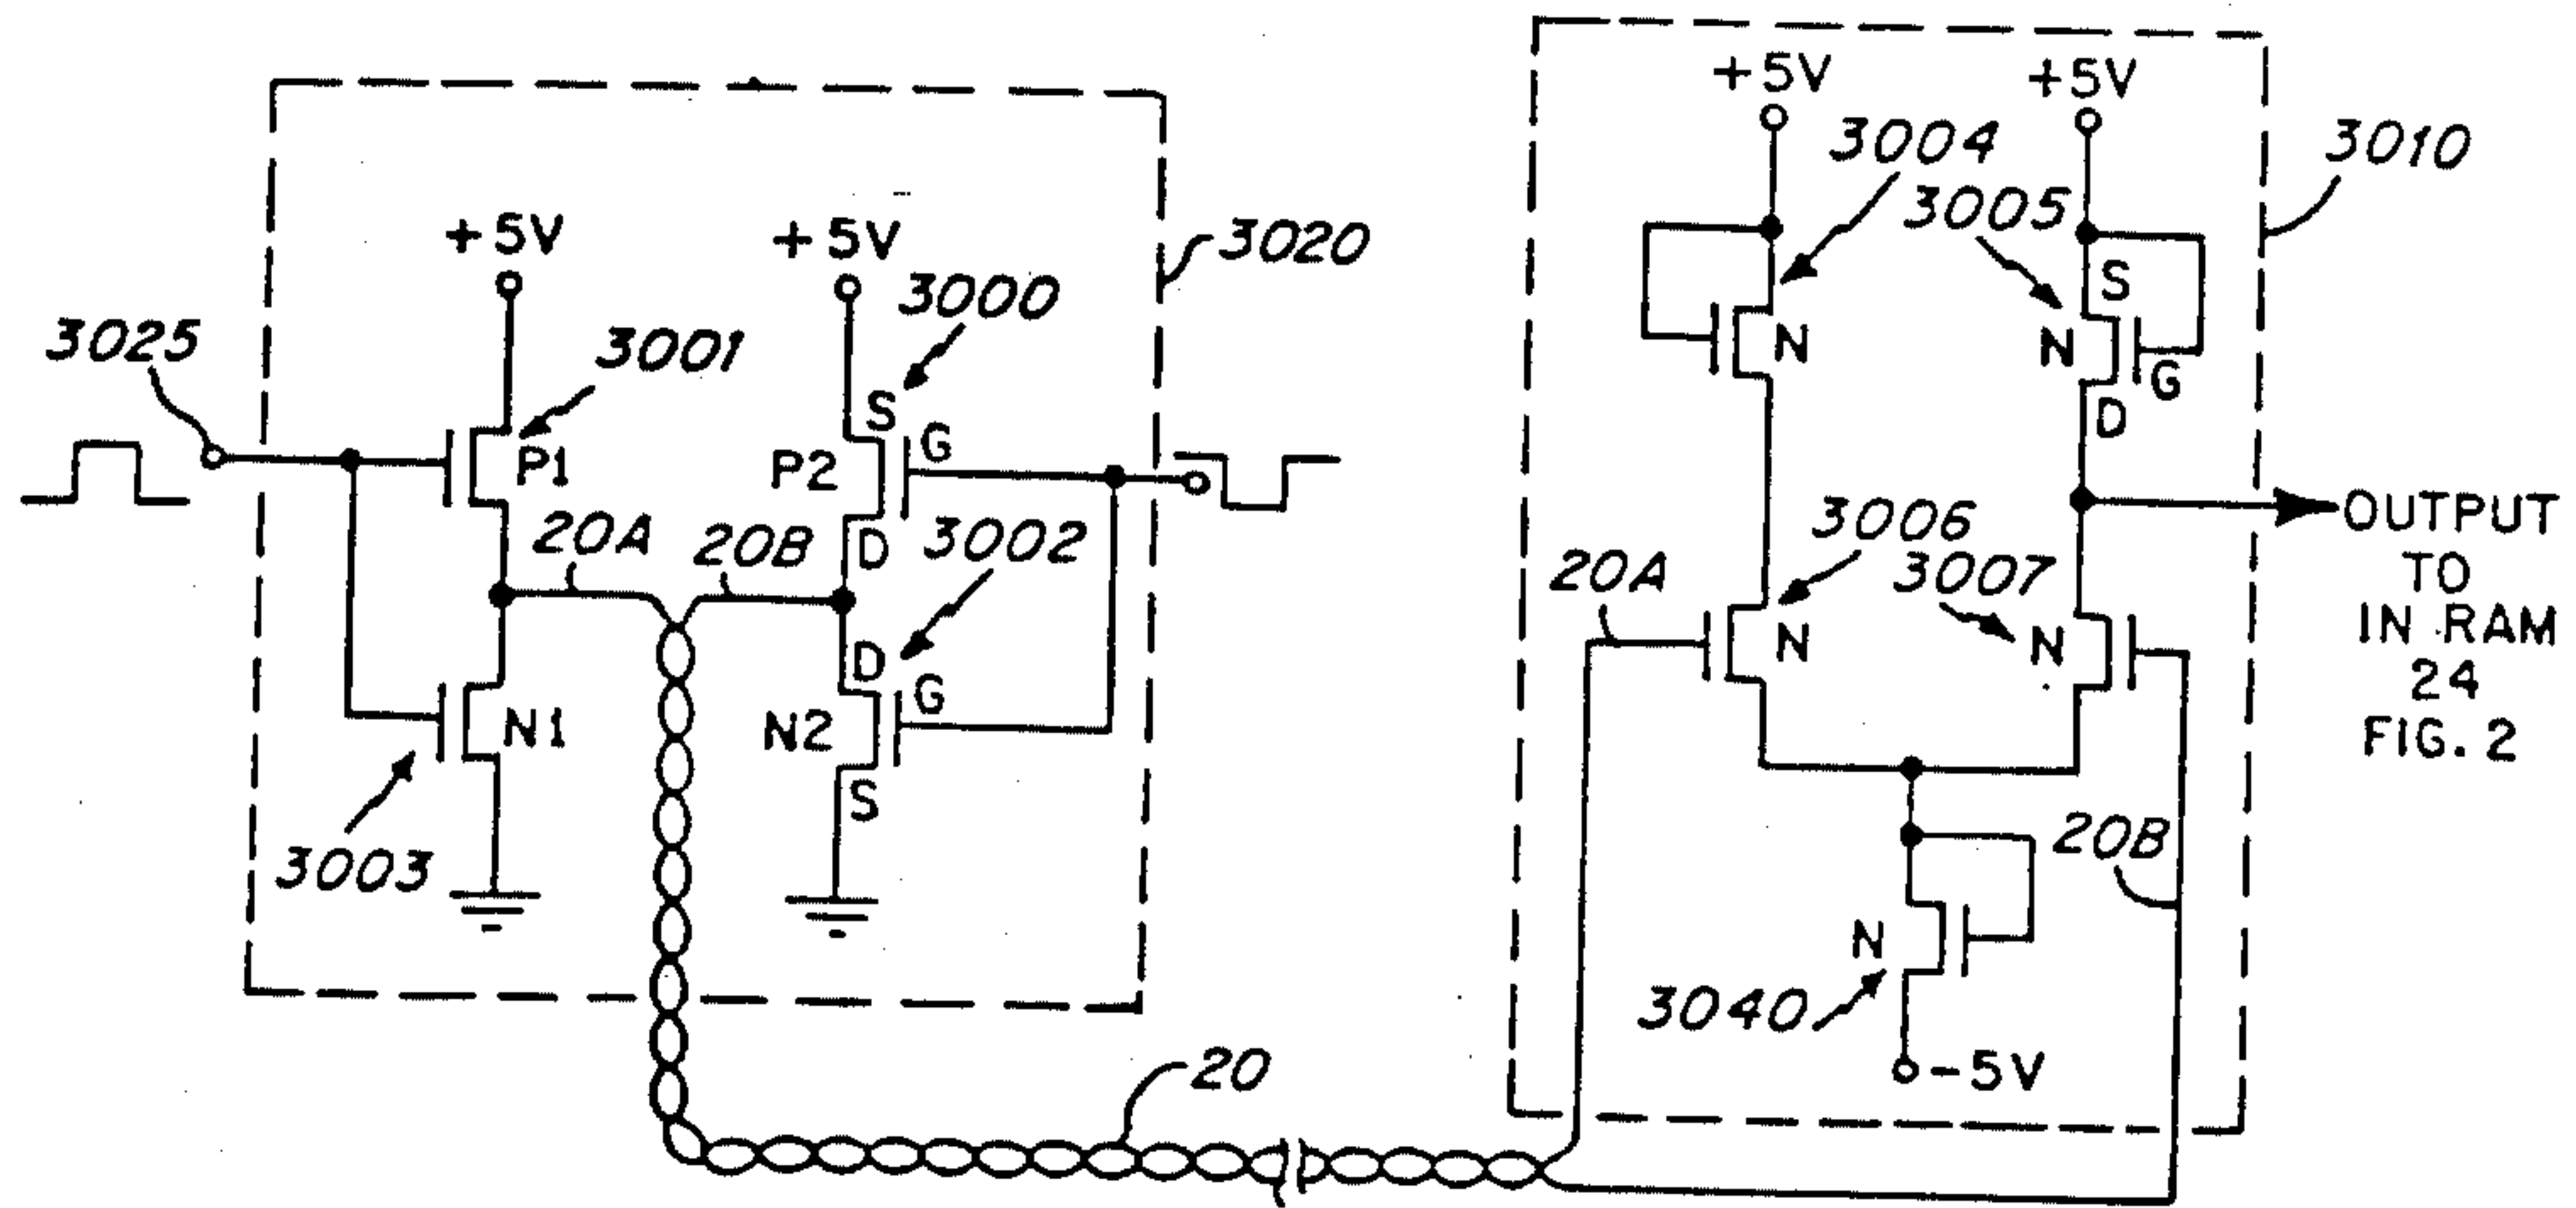 +5V
+5V
3004
3010
3005
+5V
+5V
3020
S
3000
3025
3001
N
N
G
S
G
D
P1
P2
OUTPUT
TO
IN RAM
24
FIG. 2
20A
20B
D
3002
3006
3007
20A
N
N
D
G
N1
N2
S
3003
20B
N
3040
-5V
20